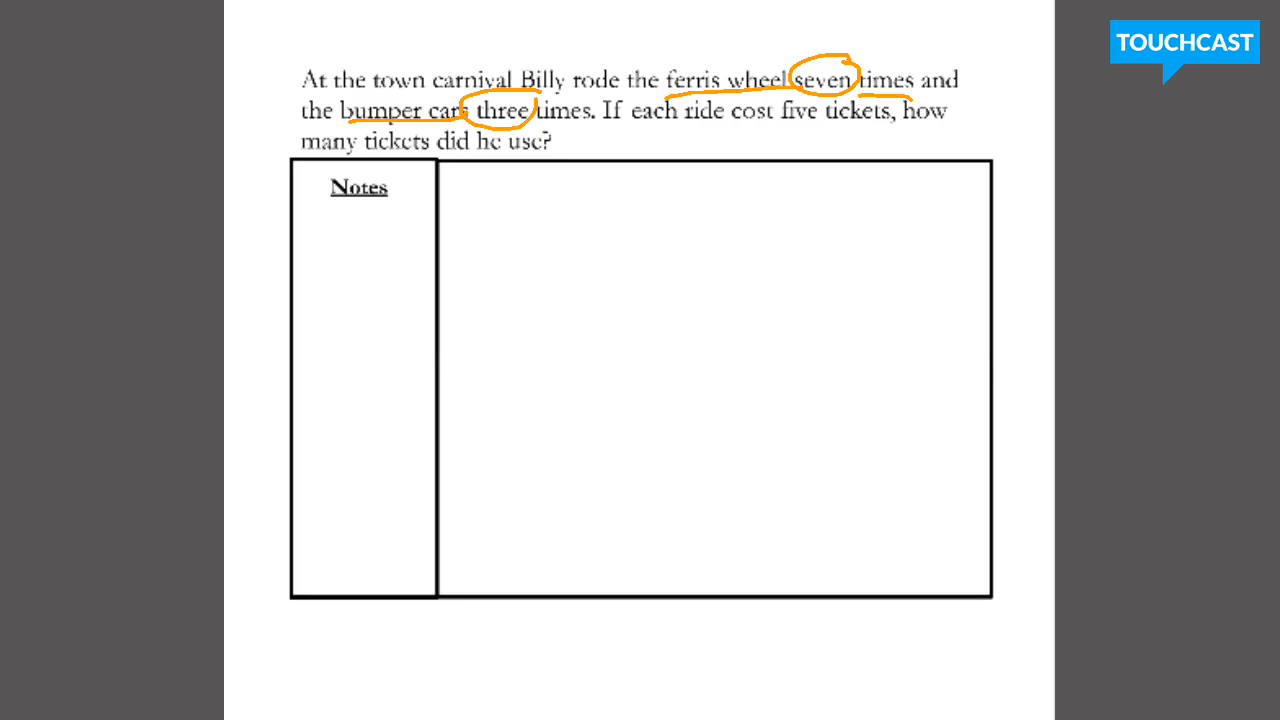 TOUCHCAST
At the town carnival Billy rode the ferris wheel seven times and
the bumper cars three times. If each ride cost five tickets, how
many tickets did he use?
Notes